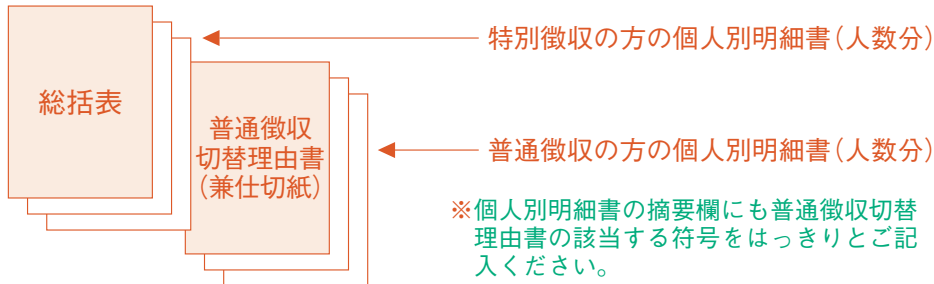 特別徴収の方の個人別明細書（人数分）
総括表
普通徴収
切替理由書
（兼仕切紙）
普通徴収の方の個人別明細書（人数分）
※個人別明細書の摘要欄にも普通徴収切替
理由書の該当する符号をはっきりとご記
入ください。